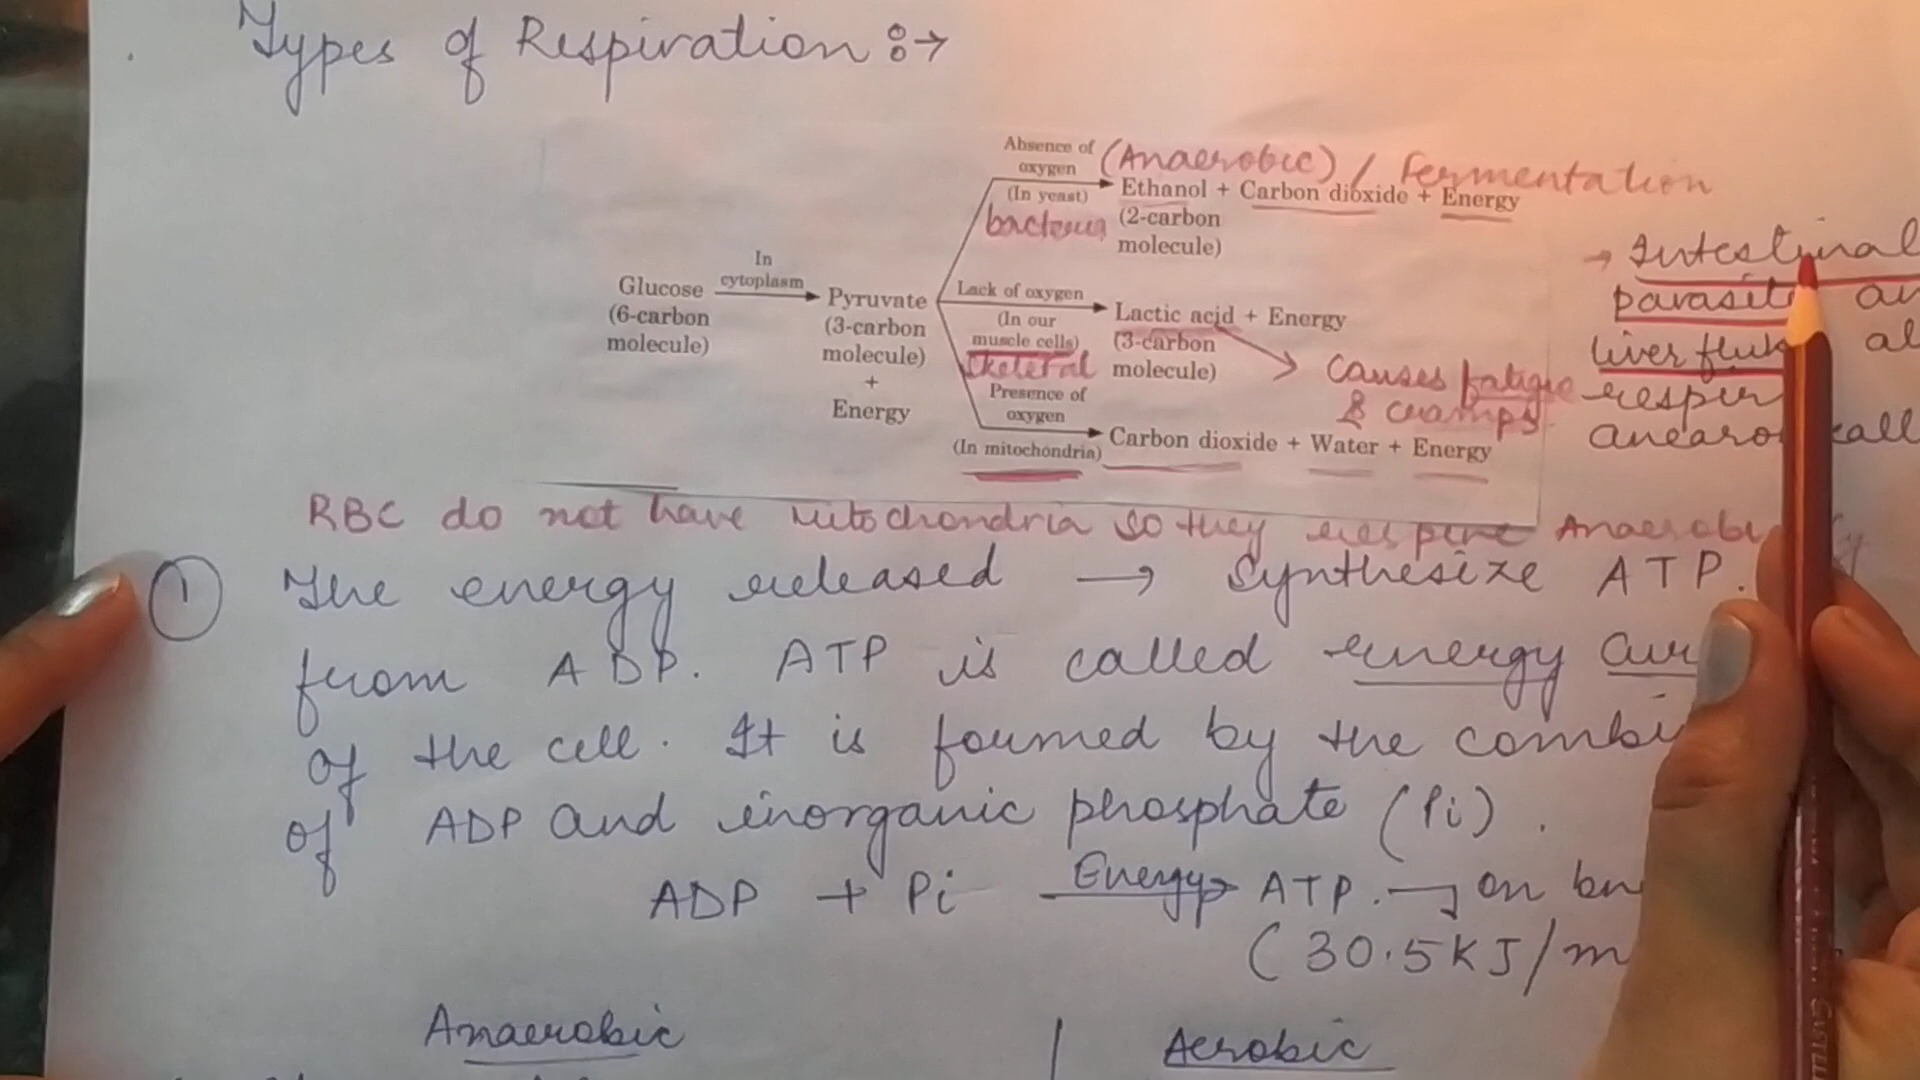 Types of Respiration :→
Absence of
oxygen
(Anaerobic) / Fermentation
(In yeast)
bacteria
Ethanol + Carbon dioxide + Energy
(2-carbon
molecule)
Glucose
(6-carbon
molecule)
In
cytoplasm
Pyruvate
(3-carbon
molecule)
+
Energy
Lack of oxygen
(In our
muscle cells)
skeletal
Lactic acid + Energy
(3-carbon
molecule)
causes fatigue
& cramps
Presence of
oxygen
(In mitochondria)
Carbon dioxide + Water + Energy
→ Intestinal
parasite
liver fluke al
respir
RBC do not have mitochondria so they respire
The energy released → Synthesize ATP.
from ADP. ATP is called energy
of the cell. It is formed by the combi
of ADP and inorganic phosphate (Pi).
ADP + Pi Energy→ ATP. → on
(30.5KJ/m
Anaerobic
Aerobic